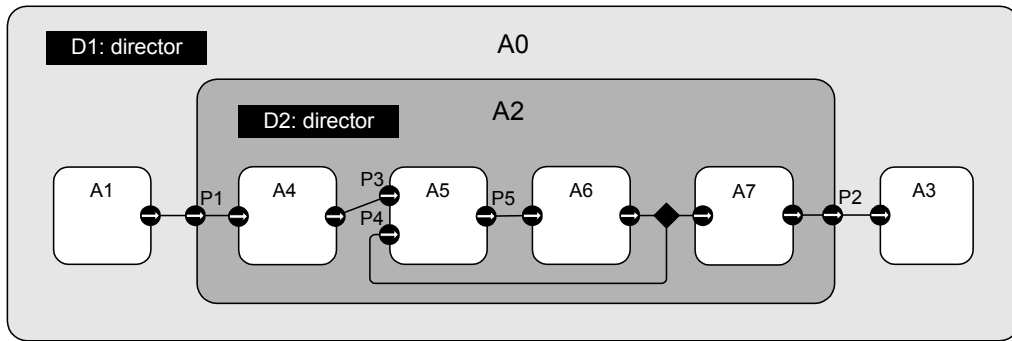 D1: director
A0
D2: director
A2
A1
P1
A4
P3
P4
A5
P5
A6
A7
P2
A3